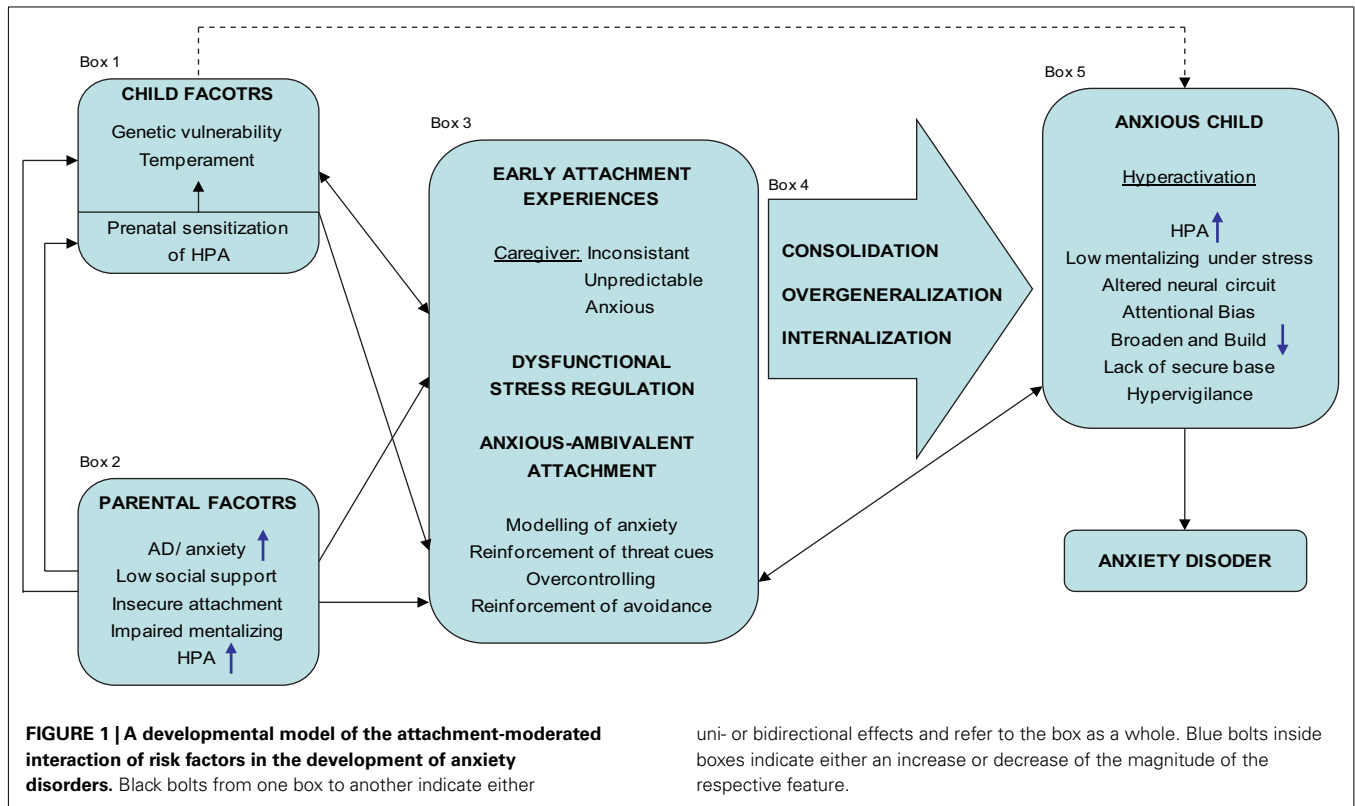 Box 1
CHILD FACOTRS
Genetic vulnerability
Temperament
Prenatal sensitization
of HPA
Box 2
PARENTAL FACOTRS
AD/ anxiety
Low social support
Insecure attachment
Impaired mentalizing
HPA
Box 3
EARLY ATTACHMENT
EXPERIENCES
Caregiver: Inconsistant
Unpredictable
Anxious
DYSFUNCTIONAL
STRESS REGULATION
ANXIOUS-AMBIVALENT
ATTACHMENT
Modelling of anxiety
Reinforcement of threat cues
Overcontrolling
Reinforcement of avoidance
Box 4
CONSOLIDATION
OVERGENERALIZATION
INTERNALIZATION
Box 5
ANXIOUS CHILD
Hyperactivation
HPA
Low mentalizing under stress
Altered neural circuit
Attentional Bias
Broaden and Build
Lack of secure base
Hypervigilance
ANXIETY DISODER
FIGURE 1 | A developmental model of the attachment-moderated
interaction of risk factors in the development of anxiety
disorders. Black bolts from one box to another indicate either
uni- or bidirectional effects and refer to the box as a whole. Blue bolts inside
boxes indicate either an increase or decrease of the magnitude of the
respective feature.